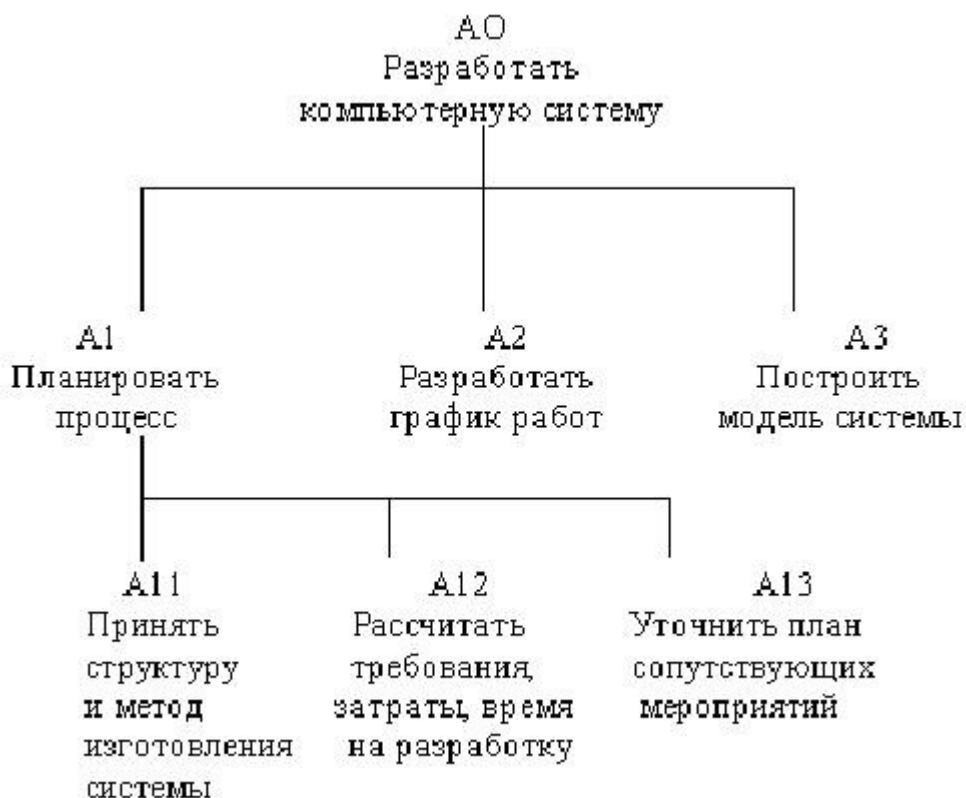 А0
Разработать
компьютерную систему
А1
Планировать
процесс
А2
Разработать
график работ
А3
Построить
модель системы
А11
Принять
структуру
и метод
изготовления
системы
А12
Рассчитать
требования,
затраты, время
на разработку
А13
Уточнить план
сопутствующих
мероприятий